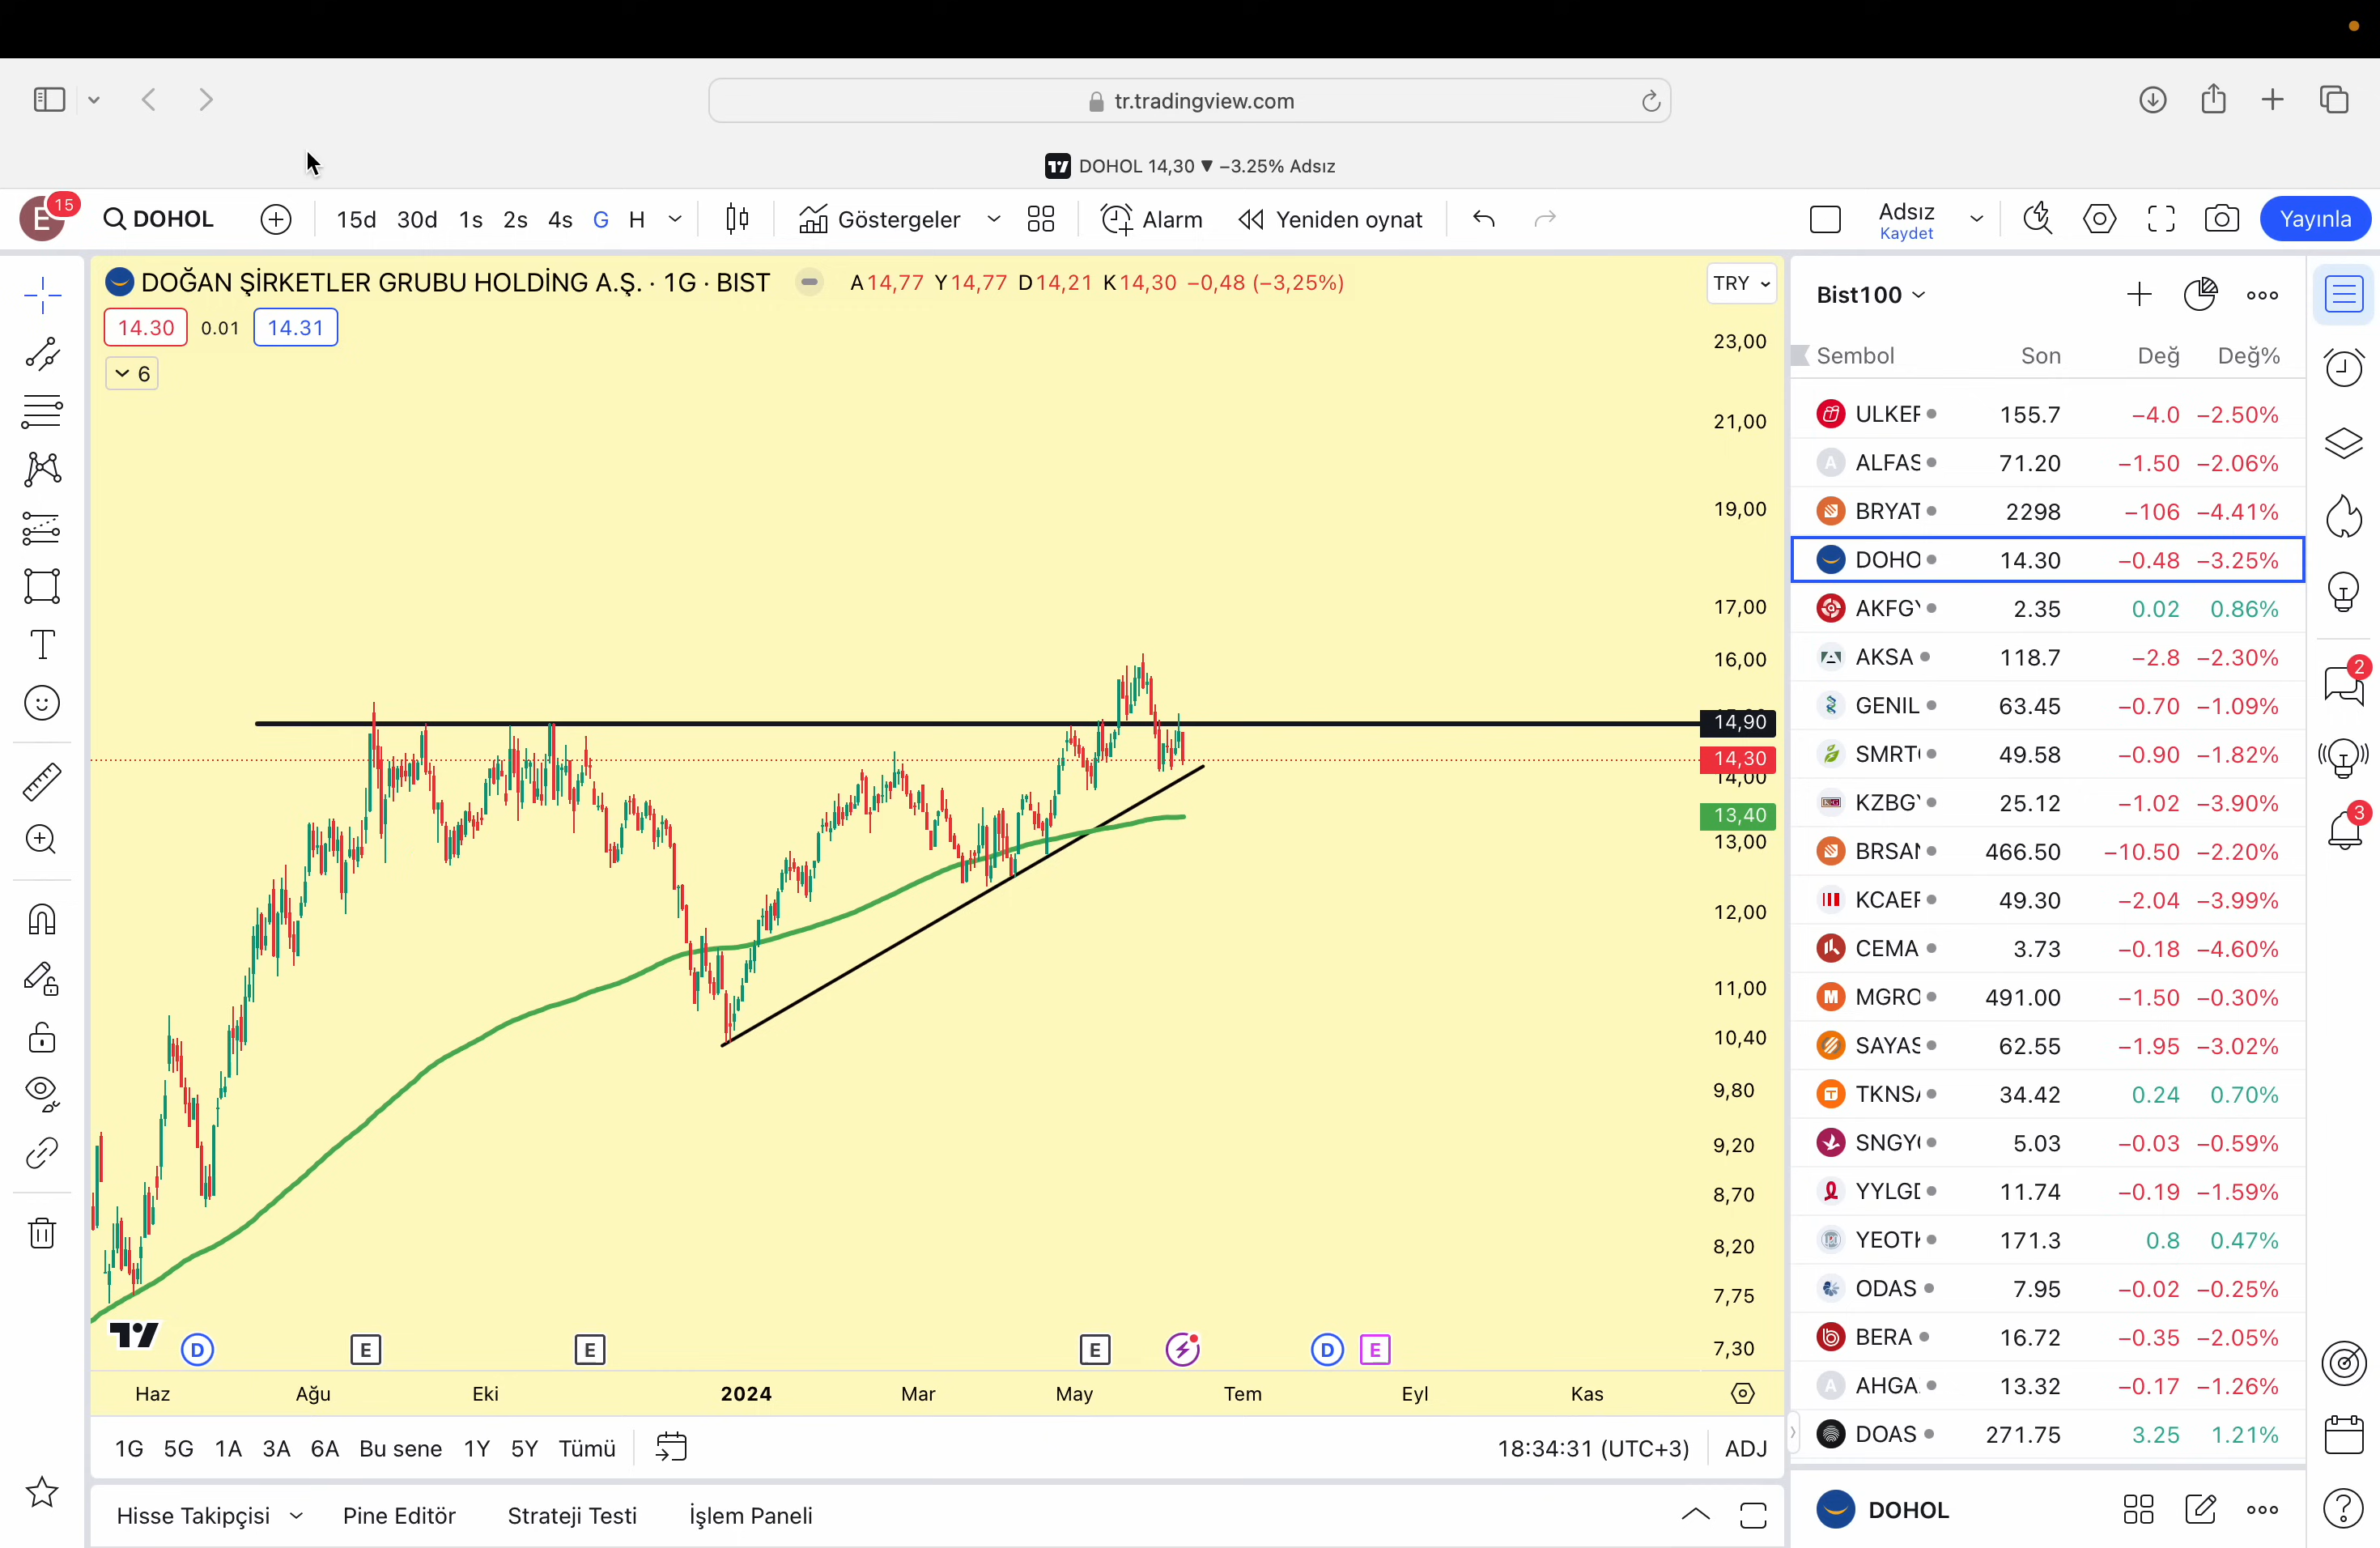 tr.tradingview.com
DOHOL 14,30 ▼ −3.25% Adsız
E 15 DOHOL 15d 30d 1s 2s 4s G H Göstergeler Alarm Yeniden oynat Adsız Yayınla
Kaydet
DOĞAN ŞİRKETLER GRUBU HOLDİNG A.Ş. · 1G · BIST A14,77 Y14,77 D14,21 K14,30 −0,48 (−3,25%)
14.30 0.01 14.31
6
TRY
23,00
21,00
19,00
17,00
16,00
14,90
14,30
14,00
13,40
13,00
12,00
11,00
10,40
9,80
9,20
8,70
8,20
7,75
7,30
D E E E D E
Haz Ağu Eki 2024 Mar May Tem Eyl Kas
1G 5G 1A 3A 6A Bu sene 1Y 5Y Tümü 18:34:31 (UTC+3) ADJ
Hisse Takipçisi Pine Editör Strateji Testi İşlem Paneli
Bist100
Sembol Son Değ Değ%
ULKE 155.7 −4.0 −2.50%
A ALFAS 71.20 −1.50 −2.06%
BRYAT 2298 −106 −4.41%
DOHO 14.30 −0.48 −3.25%
AKFG 2.35 0.02 0.86%
AKSA 118.7 −2.8 −2.30%
GENIL 63.45 −0.70 −1.09%
SMRT 49.58 −0.90 −1.82%
KZBG 25.12 −1.02 −3.90%
BRSA 466.50 −10.50 −2.20%
KCAE 49.30 −2.04 −3.99%
CEMA 3.73 −0.18 −4.60%
MGRO 491.00 −1.50 −0.30%
SAYAS 62.55 −1.95 −3.02%
TKNS 34.42 0.24 0.70%
SNGY 5.03 −0.03 −0.59%
YYLG 11.74 −0.19 −1.59%
YEOT 171.3 0.8 0.47%
ODAS 7.95 −0.02 −0.25%
BERA 16.72 −0.35 −2.05%
A AHGA 13.32 −0.17 −1.26%
DOAS 271.75 3.25 1.21%
DOHOL
2
3